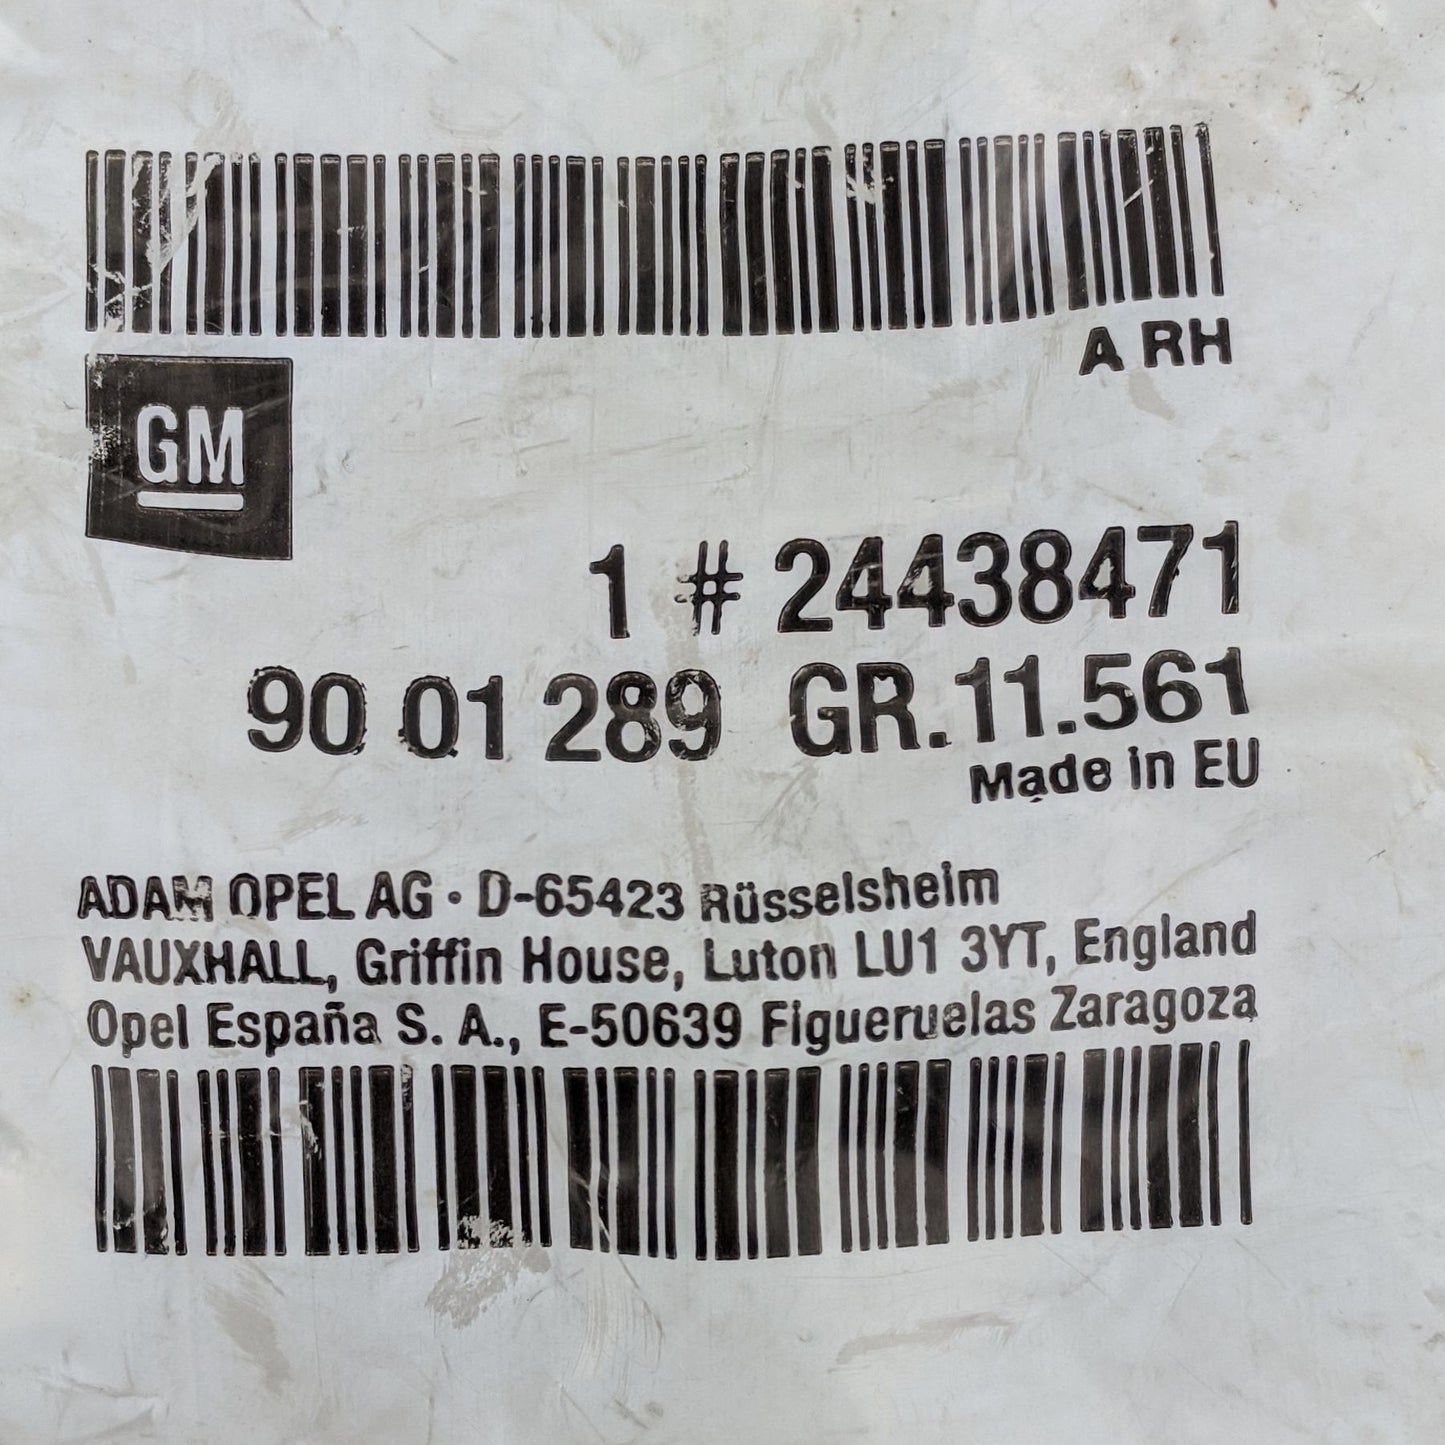 A RH
GM
1 # 24438471
90 01 289 GR.11.561
Made in EU
ADAM OPEL AG · D-65423 Rüsselsheim
VAUXHALL, Griffin House, Luton LU1 3YT, England
Opel España S. A., E-50639 Figueruelas Zaragoza